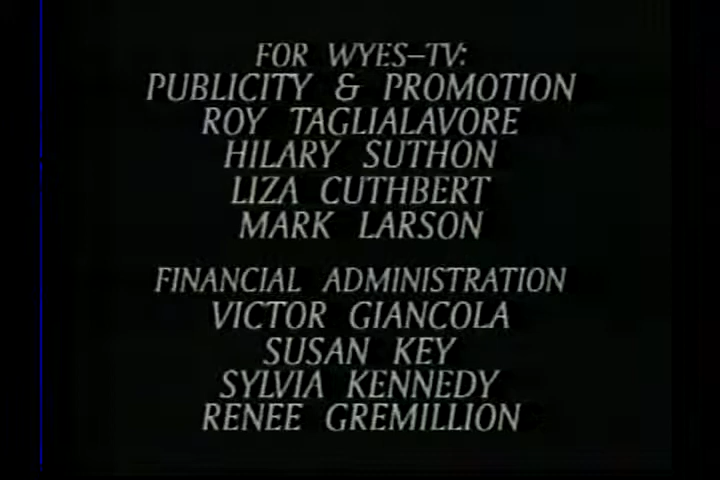 FOR WYES-TV:
PUBLICITY & PROMOTION
ROY TAGLIALAVORE
HILARY SUTHON
LIZA CUTHBERT
MARK LARSON
FINANCIAL ADMINISTRATION
VICTOR GIANCOLA
SUSAN KEY
SYLVIA KENNEDY
RENEE GREMILLION